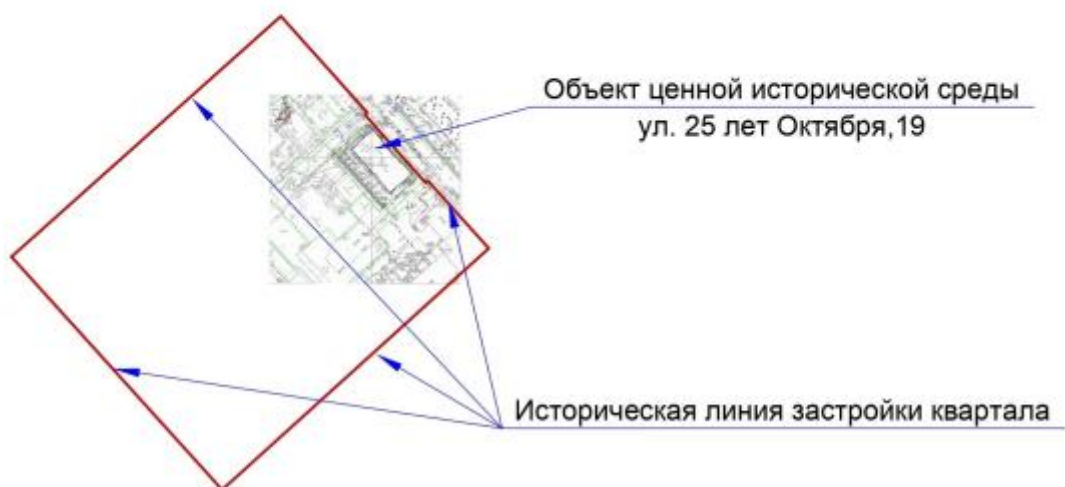 Объект ценной исторической среды
ул. 25 лет Октября,19
Историческая линия застройки квартала